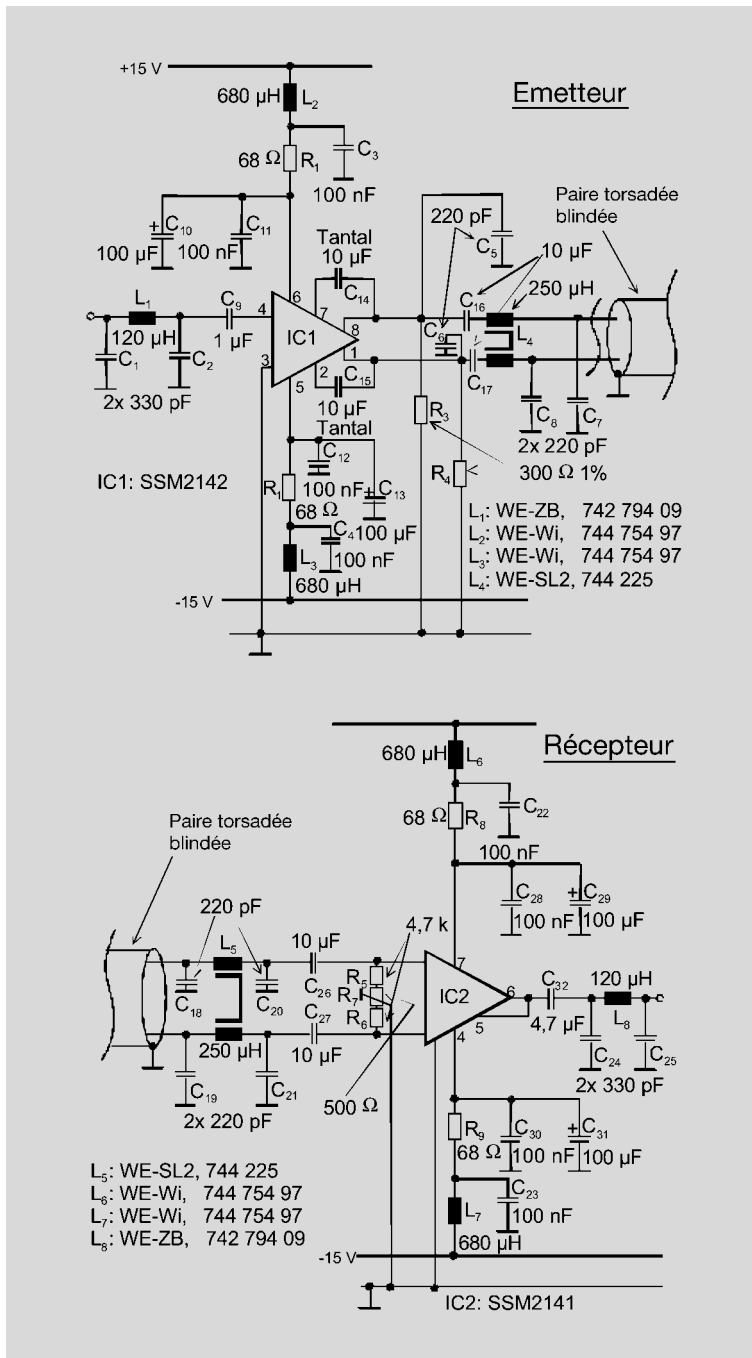 +15 V
Emetteur
680 µH
L2
C3
68 Ω
R1
100 nF
Paire torsadée
blindée
+
C10
C11
100 µF
100 nF
220 pF
C5
Tantal
10 µF
C14
10 µF
250 µH
L1
120 µH
C1
C2
2x 330 pF
C9
1 µF
4
6
7
IC1
8
1
3
2
5
C16
C6
L4
C17
C15
10 µF
Tantal
R3
C8
C7
2x 220 pF
300 Ω 1%
C12
100 nF
+
C13
100 µF
R4
IC1: SSM2142
R1
68 Ω
C4
100 nF
L3
680 µH
L1: WE-ZB, 742 794 09
L2: WE-Wi, 744 754 97
L3: WE-Wi, 744 754 97
L4: WE-SL2, 744 225
-15 V
Récepteur
680 µH
L6
68 Ω
R8
C22
100 nF
Paire torsadée
blindée
C28
100 nF
+
C29
100 µF
220 pF
L5
10 µF
4,7 k
C18
C20
C26
R5
R7
R6
C27
250 µH
10 µF
7
IC2
6
5
4
C32
4,7 µF
120 µH
L8
C24
C25
2x 330 pF
C19
C21
2x 220 pF
500 Ω
R9
68 Ω
C30
100 nF
+
C31
100 µF
C23
100 nF
L7
680 µH
L5: WE-SL2, 744 225
L6: WE-Wi, 744 754 97
L7: WE-Wi, 744 754 97
L8: WE-ZB, 742 794 09
-15 V
IC2: SSM2141